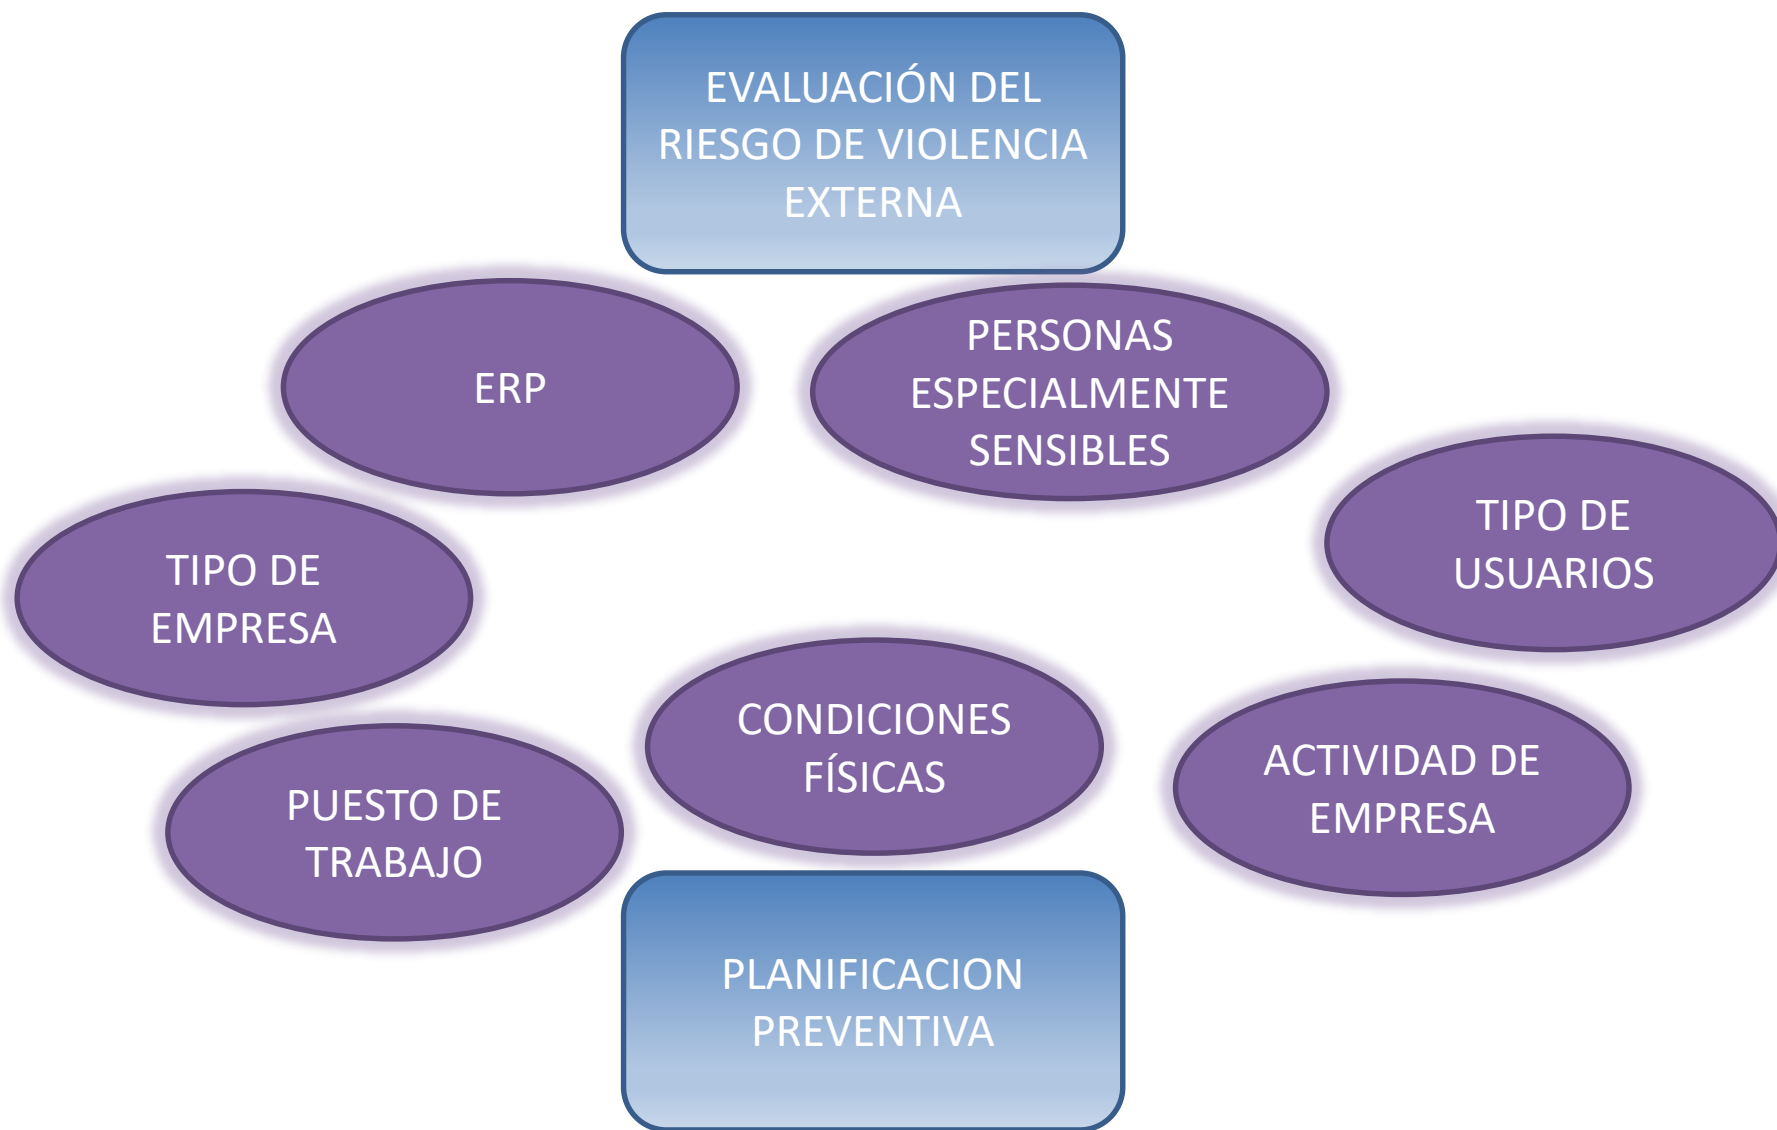 EVALUACIÓN DEL
RIESGO DE VIOLENCIA
EXTERNA
ERP
PERSONAS
ESPECIALMENTE
SENSIBLES
TIPO DE
USUARIOS
TIPO DE
EMPRESA
CONDICIONES
FÍSICAS
ACTIVIDAD DE
EMPRESA
PUESTO DE
TRABAJO
PLANIFICACION
PREVENTIVA